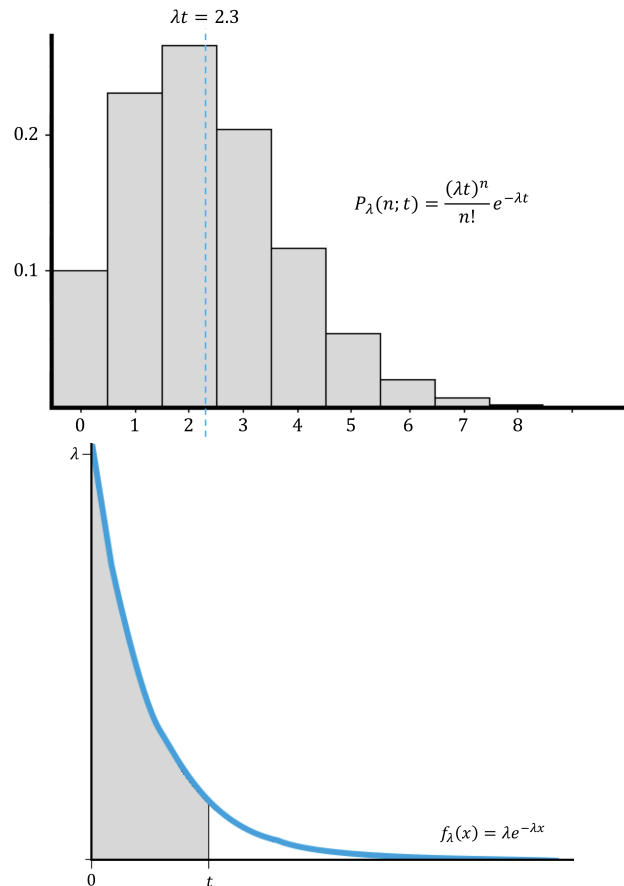 λt = 2.3
0.2
P_λ(n; t) = (λt)^n / n! e^{−λt}
0.1
0 1 2 3 4 5 6 7 8
λ
f_λ(x) = λe^{−λx}
0 t